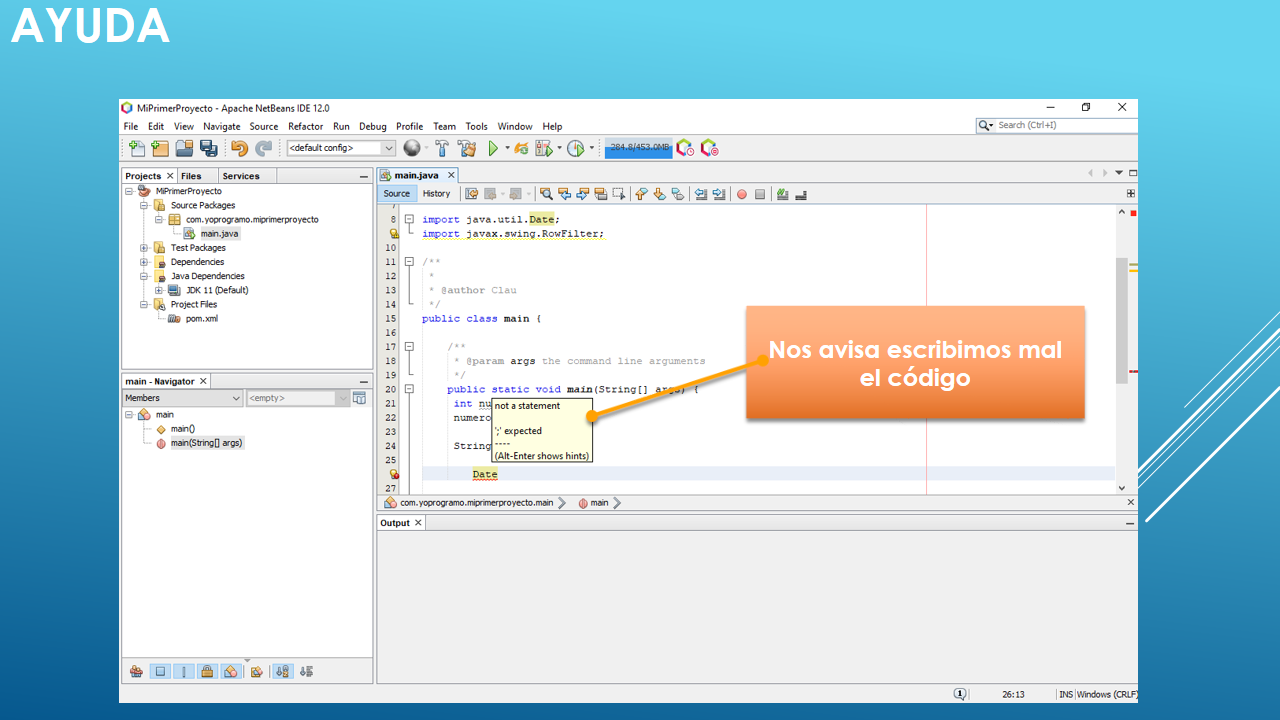 AYUDA
MiPrimerProyecto - Apache NetBeans IDE 12.0
File Edit View Navigate Source Refactor Run Debug Profile Team Tools Window Help
Search (Ctrl+I)
<default config>
284.8/453.0MB
Projects Files Services
MiPrimerProyecto
Source Packages
com.yoprogramo.miprimerproyecto
main.java
Test Packages
Dependencies
Java Dependencies
JDK 11 (Default)
Project Files
pom.xml
main - Navigator
Members <empty>
main
main()
main(String[] args)
main.java
Source History
7
8 import java.util.Date;
import javax.swing.RowFilter;
10
11 /**
12 *
13 * @author Clau
14 */
15 public class main {
16
17 /**
18 * @param args the command line arguments
19 */
20 public static void main(String[] args) {
21 int nu
22 numero
23
24 String
25
Date
27
not a statement
';' expected
----
(Alt-Enter shows hints)
Nos avisa escribimos mal
el código
com.yoprogramo.miprimerproyecto.main main
Output
1 26:13 INS Windows (CRLF)